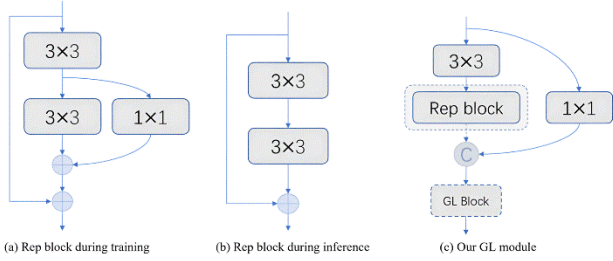 3×3
3×3
1×1
(a) Rep block during training
3×3
3×3
(b) Rep block during inference
3×3
Rep block
1×1
C
GL Block
(c) Our GL module